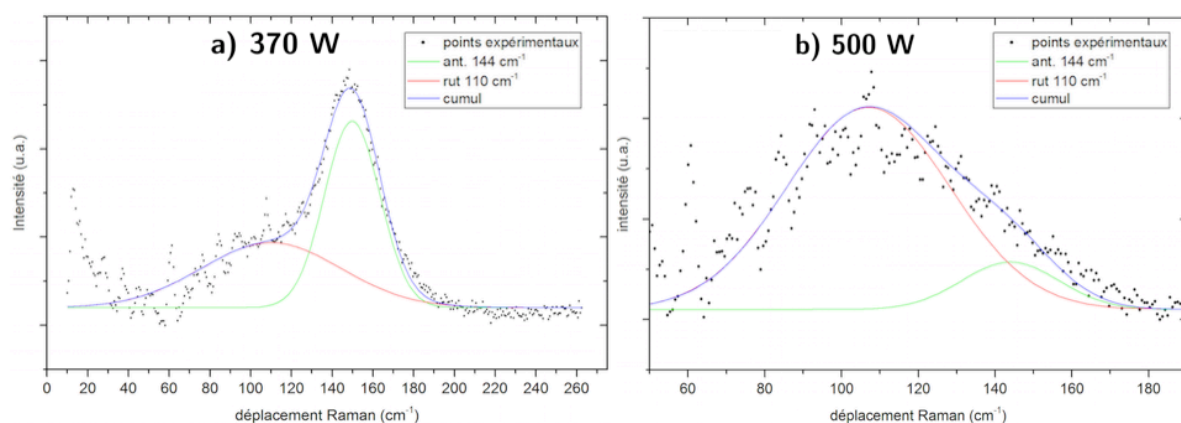 a) 370 W
points expérimentaux
ant. 144 cm⁻¹
rut 110 cm⁻¹
cumul
Intensité (u.a.)
0 20 40 60 80 100 120 140 160 180 200 220 240 260
déplacement Raman (cm⁻¹)
b) 500 W
points expérimentaux
ant. 144 cm⁻¹
rut 110 cm⁻¹
cumul
intensité (u.a.)
60 80 100 120 140 160 180
déplacement Raman (cm⁻¹)